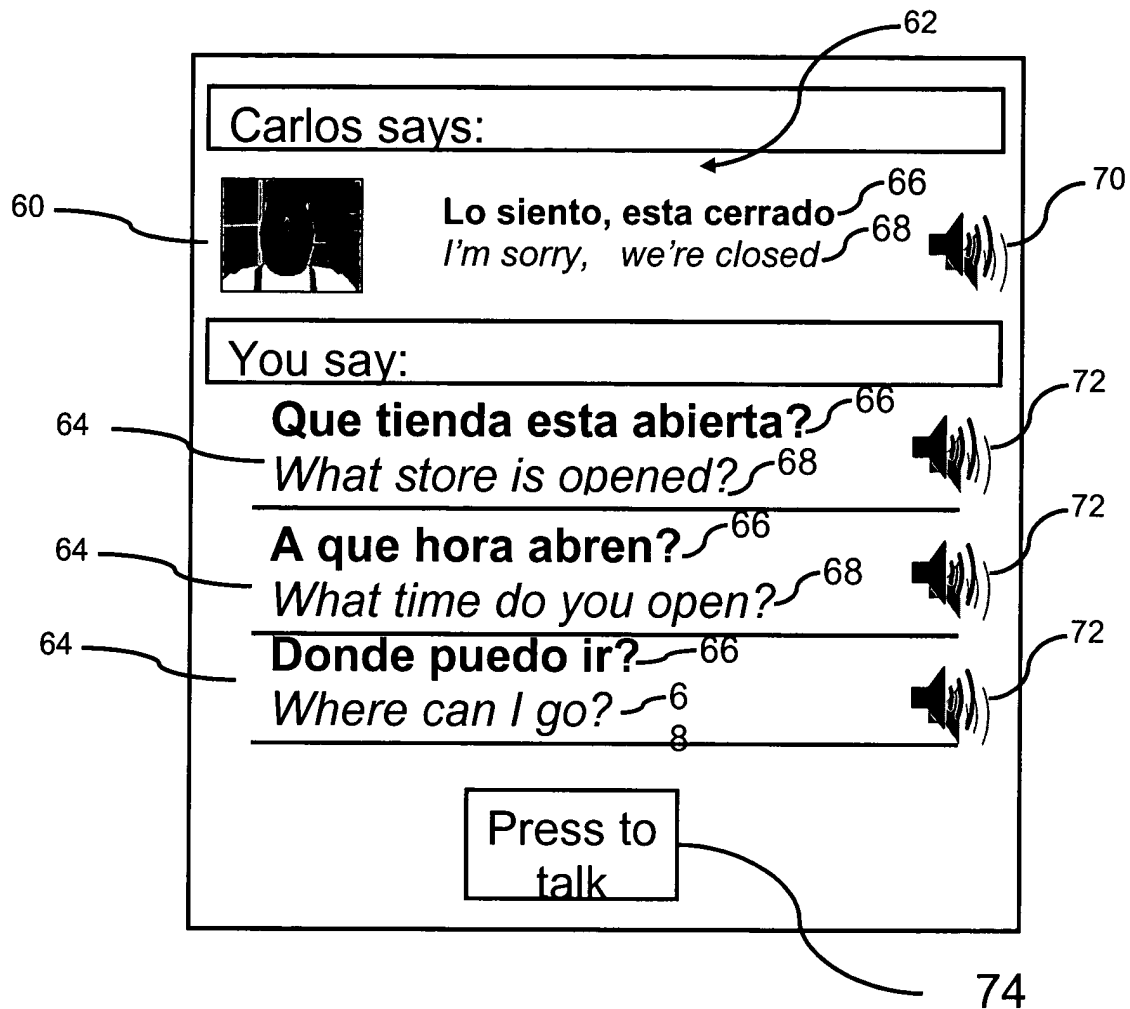 62
Carlos says:
60
Lo siento, esta cerrado 66
70
I'm sorry, we're closed 68
You say:
64
Que tienda esta abierta? 66
72
What store is opened? 68
64
A que hora abren? 66
72
What time do you open? 68
64
Donde puedo ir? 66
72
Where can I go? 6
8
Press to
talk
74